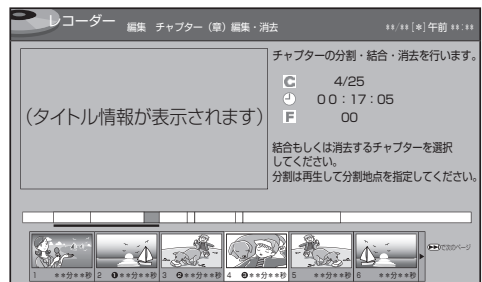 レコーダー 編集 チャプター（章）編集・消去 **/**[*]午前**:**
チャプターの分割・結合・消去を行います。
C 4/25
00:17:05
F 00
(タイトル情報が表示されます)
結合もしくは消去するチャプターを選択
してください。
分割は再生して分割地点を指定してください。
で次のページ
1 **分**秒 2 ❶**分**秒 3 ❷**分**秒 4 ❸**分**秒 5 **分**秒 6 **分**秒